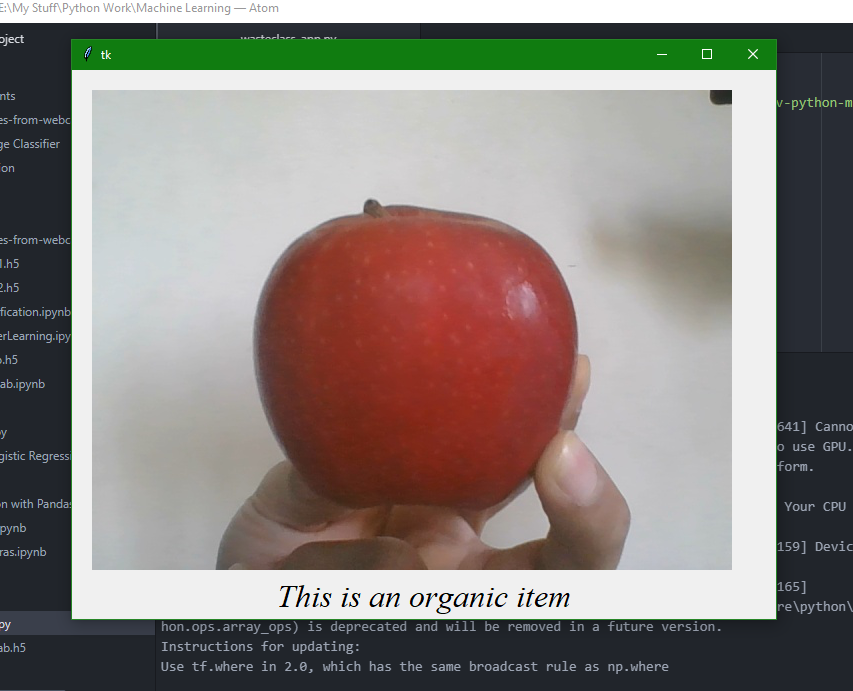 E:\My Stuff\Python Work\Machine Learning — Atom
oject
wasteclass_app.py
tk
nts
es-from-webc
v-python-m
ge Classifier
ion
es-from-webc
1.h5
2.h5
fication.ipynb
erLearning.ipy
o.h5
ab.ipynb
641] Canno
py
o use GPU.
gistic Regressi
form.
n with Pandas
Your CPU
pynb
ras.ipynb
159] Devic
165]
This is an organic item
re\python\
py
hon.ops.array_ops) is deprecated and will be removed in a future version.
ab.h5
Instructions for updating:
Use tf.where in 2.0, which has the same broadcast rule as np.where